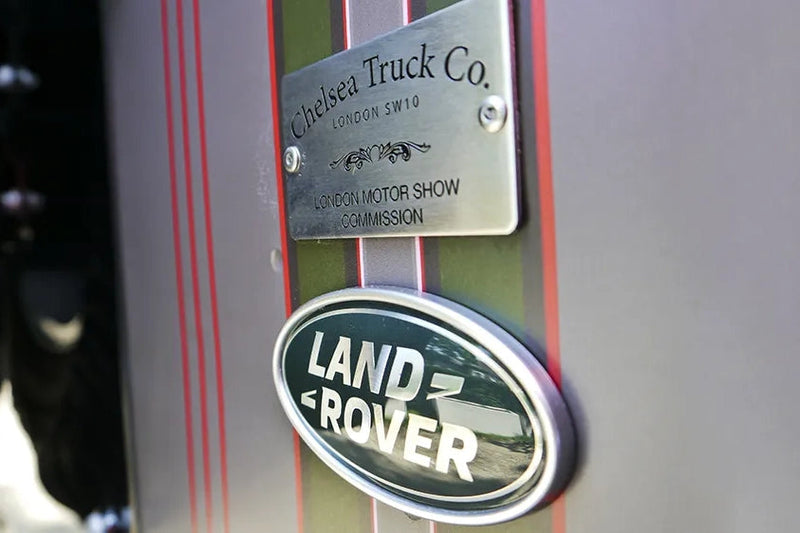 Chelsea Truck Co.
LONDON SW10
LONDON MOTOR SHOW
COMMISSION
LAND
ROVER